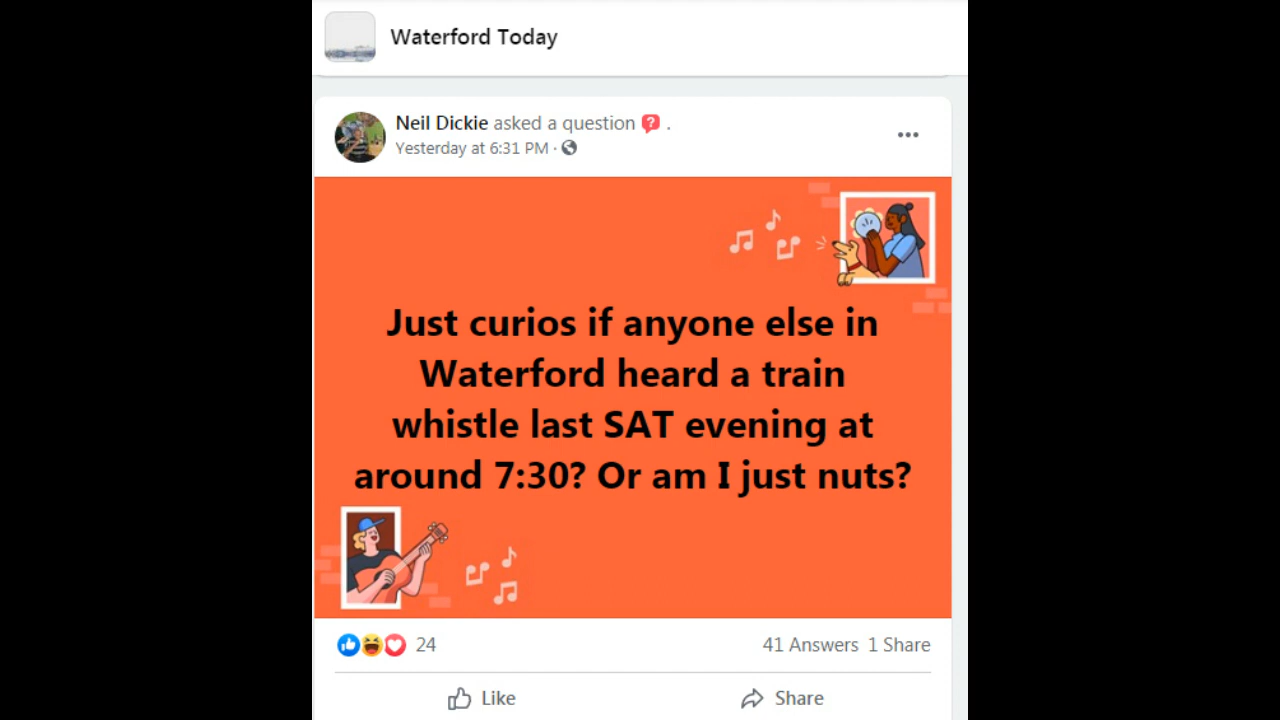 Waterford Today
Neil Dickie asked a question .
Yesterday at 6:31 PM ·
Just curios if anyone else in
Waterford heard a train
whistle last SAT evening at
around 7:30? Or am I just nuts?
24
41 Answers 1 Share
Like
Share